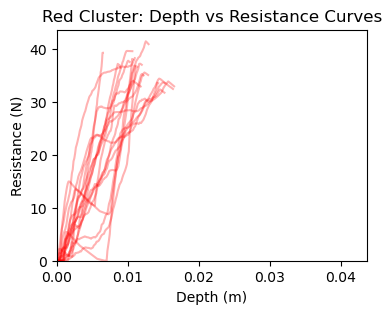 Red Cluster: Depth vs Resistance Curves
40
30
20
10
0
Resistance (N)
0.00 0.01 0.02 0.03 0.04
Depth (m)